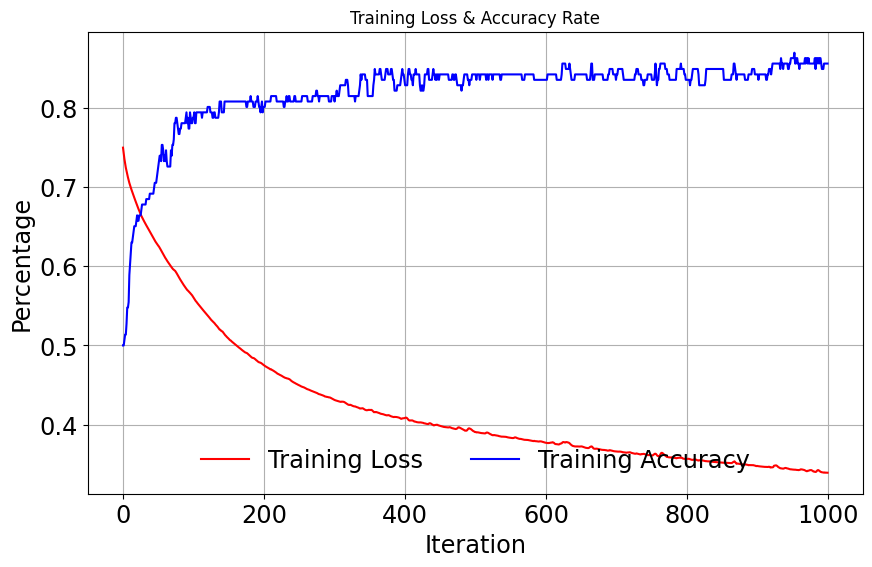 Training Loss & Accuracy Rate
Percentage
0.8
0.7
0.6
0.5
0.4
Training Loss
Training Accuracy
0
200
400
600
800
1000
Iteration